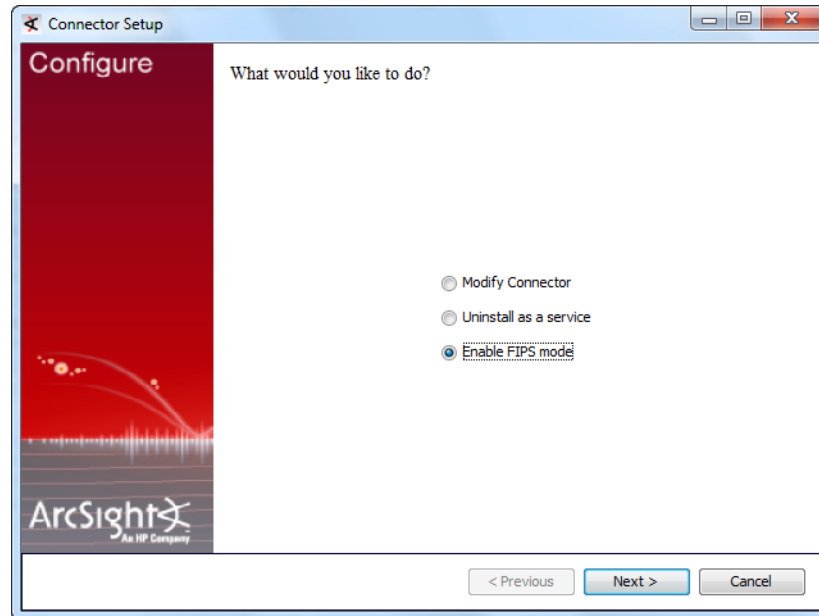 Connector Setup
Configure
What would you like to do?
Modify Connector
Uninstall as a service
Enable FIPS mode
ArcSight
An HP Company
< Previous
Next >
Cancel